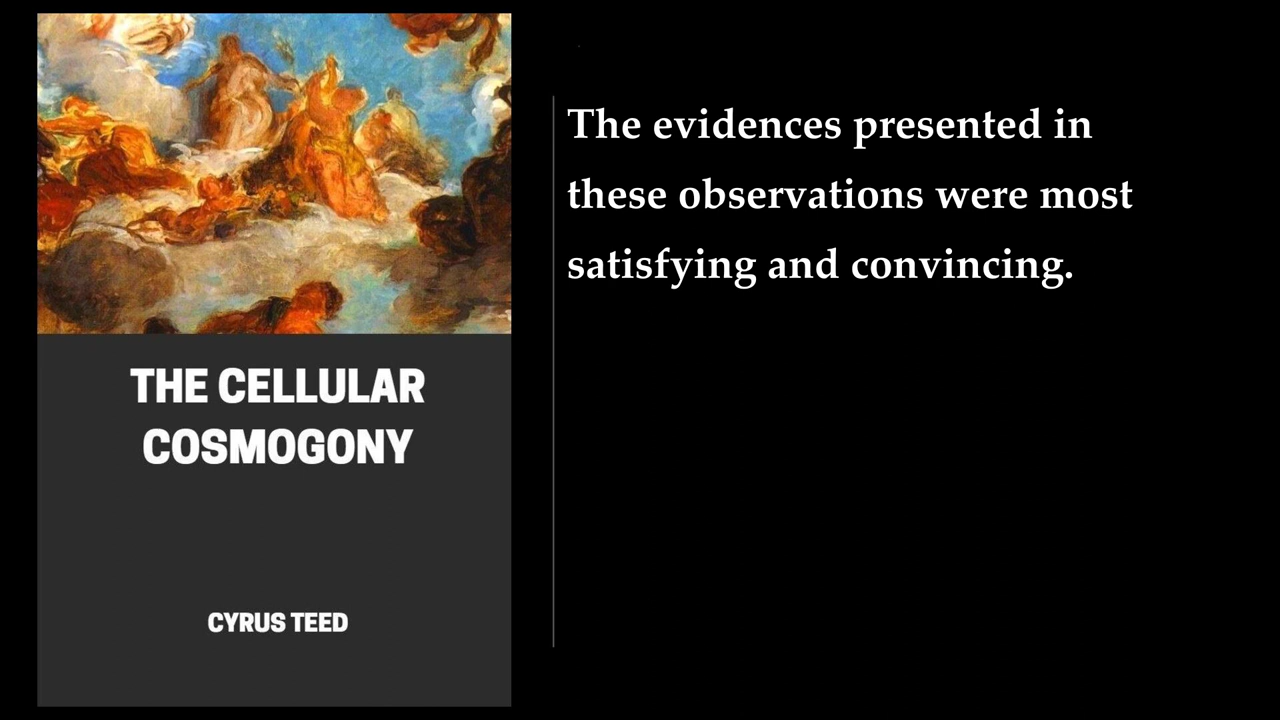 THE CELLULAR
COSMOGONY
CYRUS TEED
The evidences presented in
these observations were most
satisfying and convincing.